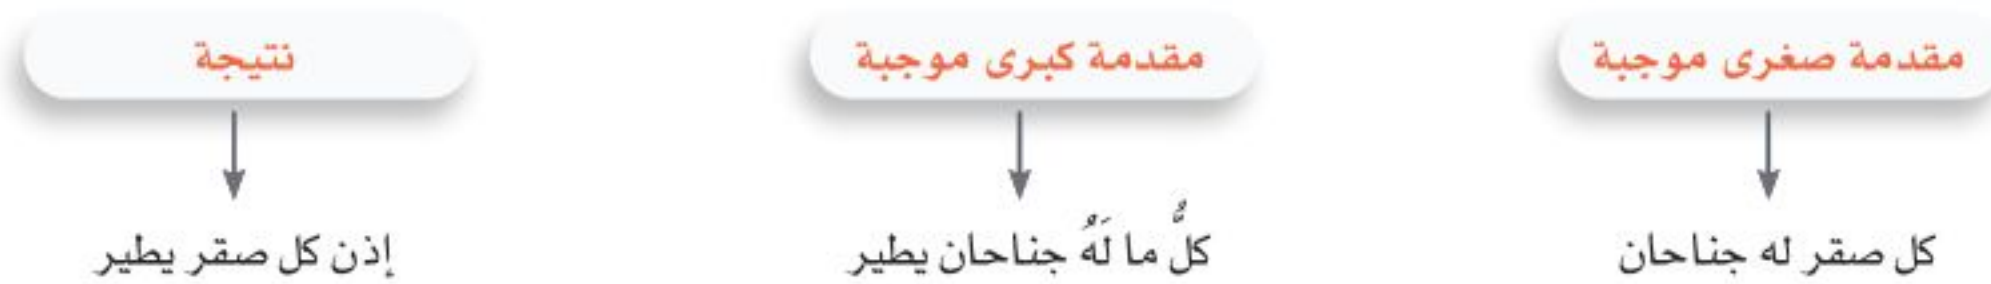 مقدمة صغرى موجبة
كل صقر له جناحان
مقدمة كبرى موجبة
كلُّ ما لَهُ جناحان يطير
نتيجة
إذن كل صقر يطير